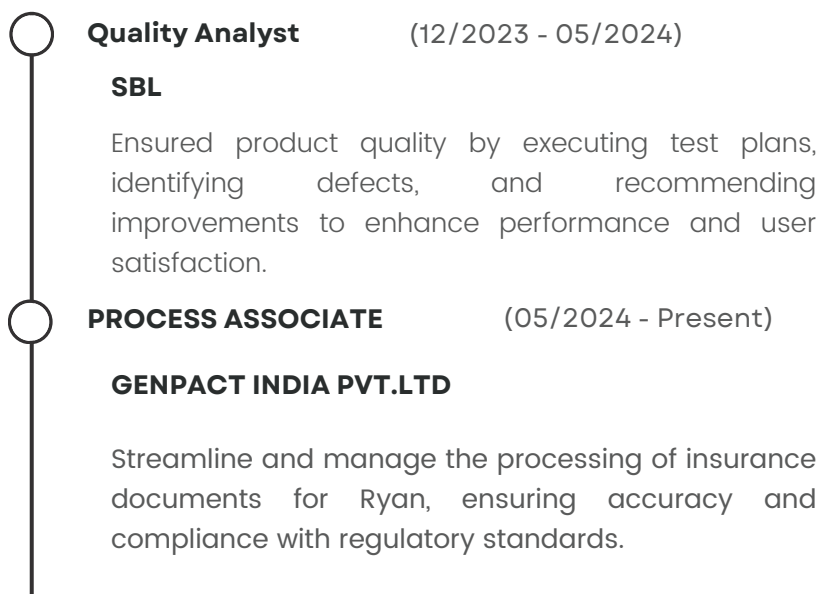 Quality Analyst (12/2023 - 05/2024)
SBL
Ensured product quality by executing test plans,
identifying defects, and recommending
improvements to enhance performance and user
satisfaction.
PROCESS ASSOCIATE (05/2024 - Present)
GENPACT INDIA PVT.LTD
Streamline and manage the processing of insurance
documents for Ryan, ensuring accuracy and
compliance with regulatory standards.